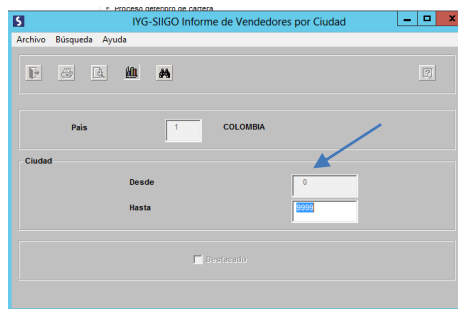 Proceso deterioro de cartera
IYG-SIIGO Informe de Vendedores por Ciudad
Archivo Búsqueda Ayuda
Pais 1 COLOMBIA
Ciudad
Desde 0
Hasta 9999
Destacado